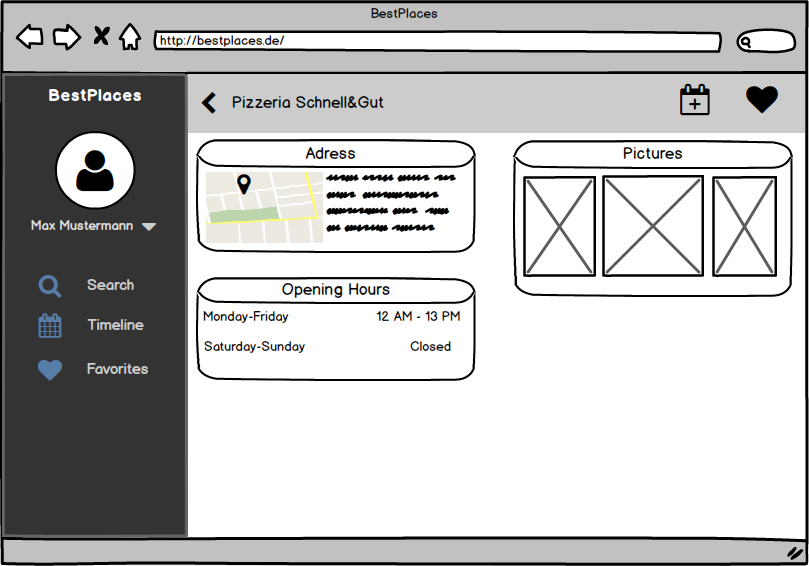 BestPlaces
http://bestplaces.de/
BestPlaces
Max Mustermann
Search
Timeline
Favorites
Pizzeria Schnell&Gut
Adress
Opening Hours
Monday-Friday 12 AM - 13 PM
Saturday-Sunday Closed
Pictures